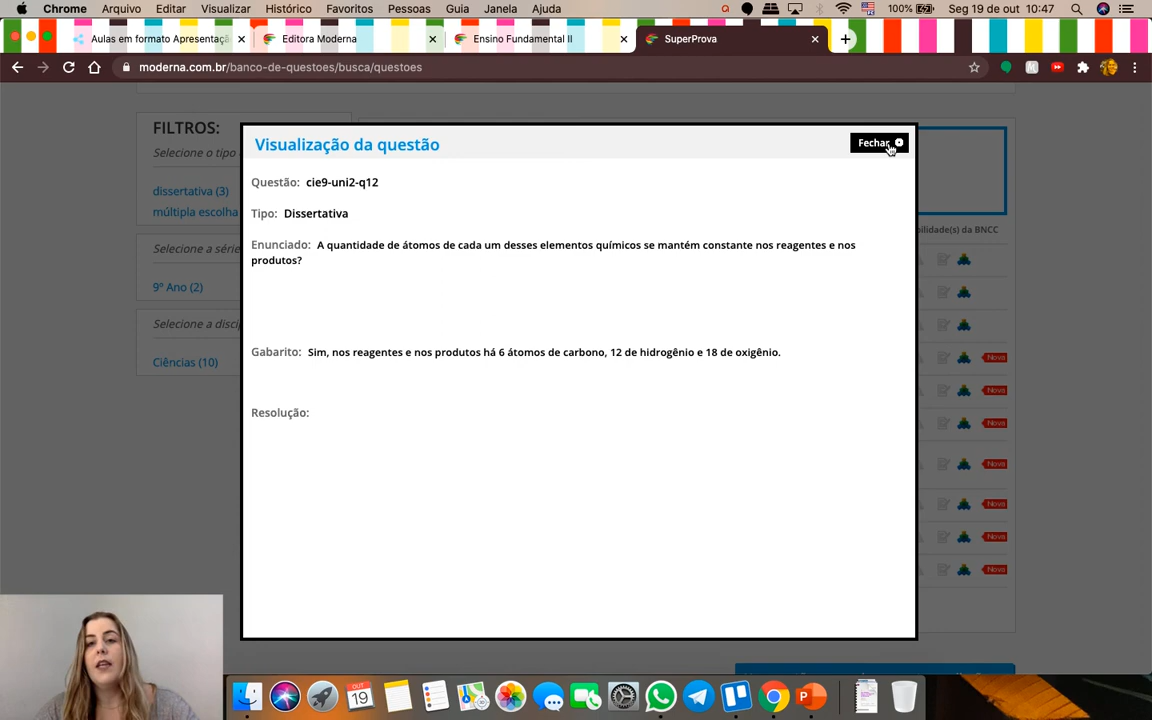 Chrome Arquivo Editar Visualizar Histórico Favoritos Pessoas Guia Janela Ajuda 100% Seg 19 de out 10:47
Aulas em formato Apresentaçã
Editora Moderna
Ensino Fundamental II
SuperProva
moderna.com.br/banco-de-questoes/busca/questoes
FILTROS:
Selecione o tipo
dissertativa (3)
múltipla escolha
Selecione a série
9º Ano (2)
Selecione a disci
Ciências (10)
Visualização da questão
Fechar
Questão: cie9-uni2-q12
Tipo: Dissertativa
Enunciado: A quantidade de átomos de cada um desses elementos químicos se mantém constante nos reagentes e nos
produtos?
Gabarito: Sim, nos reagentes e nos produtos há 6 átomos de carbono, 12 de hidrogênio e 18 de oxigênio.
Resolução:
bilidade(s) da BNCC
Nova
Nova
Nova
Nova
Nova
Nova
Nova
OUT
19